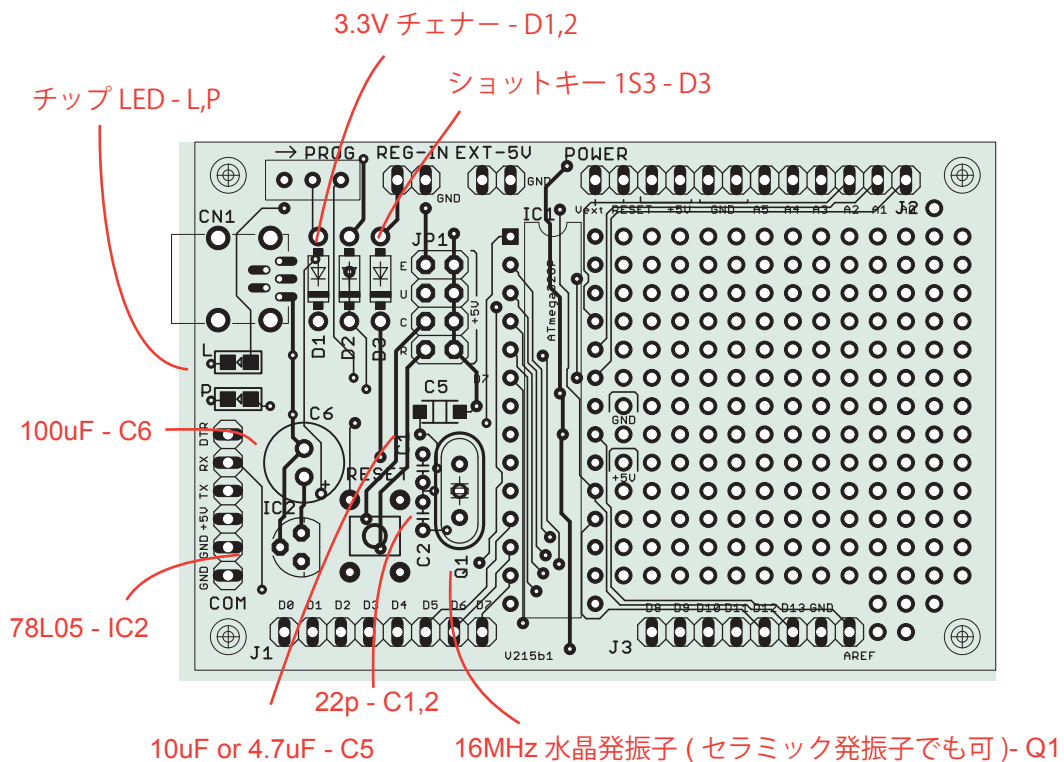 3.3V チェナー - D1,2
ショットキー 1S3 - D3
チップ LED - L,P
→ PROG
REG-IN
EXT-5V
POWER
GND
GND
CN1
IC1
Vext
RESET
+5V
GND
A5
A4
A3
A2
A1
J2
JP1
E
U
C
R
+5V
ATmega328P
D1
D2
D3
L
P
D7
C5
GND
100uF - C6
C6
DTR
RX
TX
+5V
GND
GND
C1
RESET
+
+5V
IC2
C2
Q1
COM
78L05 - IC2
D0
D1
D2
D3
D4
D5
D6
D7
D8
D9
D10
D11
D12
D13
GND
J1
V215b1
J3
AREF
22p - C1,2
10uF or 4.7uF - C5
16MHz 水晶発振子 ( セラミック発振子でも可 )- Q1